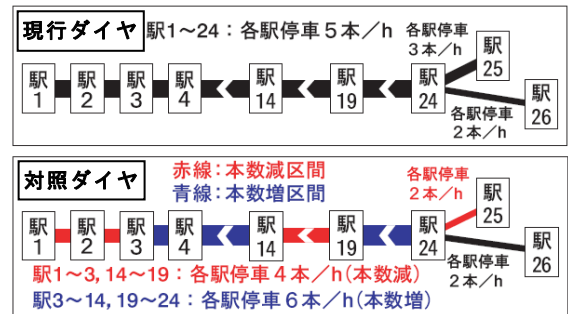 現行ダイヤ 駅1～24：各駅停車5本／h
各駅停車
3本／h
駅
25
駅
1
駅
2
駅
3
駅
4
駅
14
駅
19
駅
24
各駅停車
2本／h
駅
26
対照ダイヤ
赤線：本数減区間
青線：本数増区間
各駅停車
2本／h
駅
25
駅
1
駅
2
駅
3
駅
4
駅
14
駅
19
駅
24
各駅停車
2本／h
駅
26
駅1～3, 14～19：各駅停車4本／h(本数減)
駅3～14, 19～24：各駅停車6本／h(本数増)